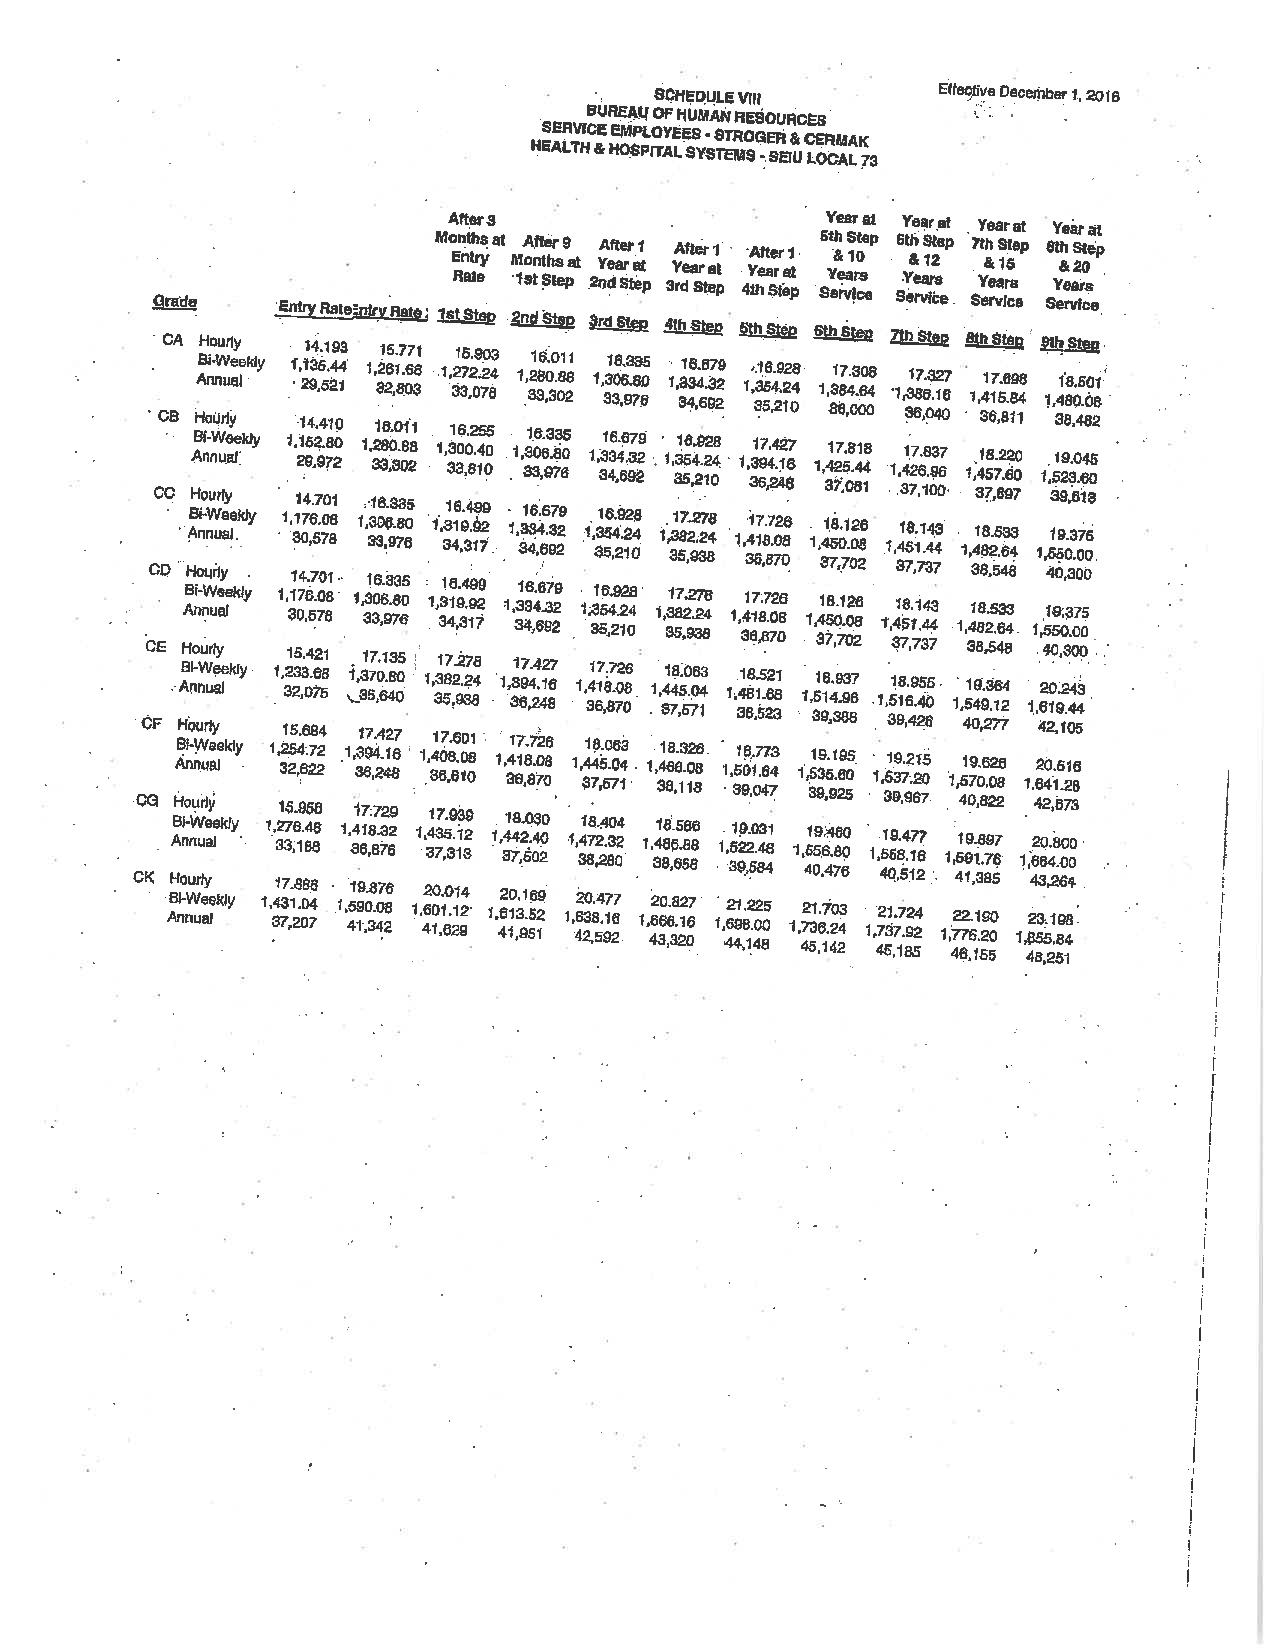 Effective December 1, 2016
SCHEDULE VIII
BUREAU OF HUMAN RESOURCES
SERVICE EMPLOYEES - STROGER & CERMAK
HEALTH & HOSPITAL SYSTEMS - SEIU LOCAL 73
After 3 Year at Year at Year at Year at
Months at After 9 After 1 After 1 After 1 5th Step 6th Step 7th Step 8th Step
Entry Months at Year at Year at Year at & 10 & 12 & 15 & 20
Rate 1st Step 2nd Step 3rd Step 4th Step Years Years Years Years
Service Service Service Service
Grade Entry Rate Entry Rate 1st Step 2nd Step 3rd Step 4th Step 5th Step 6th Step 7th Step 8th Step 9th Step
CA Hourly 14.193 15.771 15.903 16.011 16.335 16.679 16.928 17.308 17.327 17.698 18.501
Bi-Weekly 1,135.44 1,261.68 1,272.24 1,280.88 1,306.80 1,334.32 1,354.24 1,384.64 1,386.16 1,415.84 1,480.08
Annual 29,521 32,803 33,078 33,302 33,976 34,692 35,210 36,000 36,040 36,811 38,482
CB Hourly 14.410 16.011 16.255 16.335 16.679 16.928 17.427 17.818 17.837 18.220 19.045
Bi-Weekly 1,152.80 1,280.88 1,300.40 1,306.80 1,334.32 1,354.24 1,394.16 1,425.44 1,426.96 1,457.60 1,523.60
Annual 29,972 33,302 33,810 33,976 34,692 35,210 36,248 37,061 37,100 37,897 39,613
CC Hourly 14.701 16.335 16.499 16.679 16.928 17.278 17.726 18.126 18.143 18.533 19.375
Bi-Weekly 1,176.08 1,306.80 1,319.92 1,334.32 1,354.24 1,382.24 1,418.08 1,450.08 1,451.44 1,482.64 1,550.00
Annual 30,578 33,976 34,317 34,692 35,210 35,938 36,870 37,702 37,737 38,548 40,300
CD Hourly 14.701 16.335 16.499 16.679 16.928 17.278 17.726 18.126 18.143 18.533 19.375
Bi-Weekly 1,176.08 1,306.80 1,319.92 1,334.32 1,354.24 1,382.24 1,418.08 1,450.08 1,451.44 1,482.64 1,550.00
Annual 30,578 33,976 34,317 34,692 35,210 35,938 36,870 37,702 37,737 38,548 40,300
CE Hourly 15.421 17.135 17.278 17.427 17.726 18.063 18.521 18.937 18.955 19.364 20.243
Bi-Weekly 1,233.68 1,370.80 1,382.24 1,394.16 1,418.08 1,445.04 1,481.68 1,514.96 1,516.40 1,549.12 1,619.44
Annual 32,075 35,640 35,938 36,248 36,870 37,571 38,523 39,388 39,426 40,277 42,105
CF Hourly 15.684 17.427 17.601 17.726 18.063 18.326 18.773 19.195 19.215 19.626 20.516
Bi-Weekly 1,254.72 1,394.16 1,408.08 1,418.08 1,445.04 1,466.08 1,501.84 1,535.60 1,537.20 1,570.08 1,641.28
Annual 32,622 36,248 36,610 36,870 37,571 38,118 39,047 39,925 39,967 40,822 42,673
CG Hourly 15.956 17.729 17.939 18.030 18.404 18.586 19.031 19.460 19.477 19.897 20.800
Bi-Weekly 1,276.48 1,418.32 1,435.12 1,442.40 1,472.32 1,486.88 1,522.48 1,556.80 1,558.16 1,591.76 1,664.00
Annual 33,188 36,876 37,313 37,502 38,280 38,658 39,584 40,476 40,512 41,385 43,264
CK Hourly 17.888 19.876 20.014 20.169 20.477 20.827 21.225 21.703 21.724 22.190 23.198
Bi-Weekly 1,431.04 1,590.08 1,601.12 1,613.52 1,638.16 1,666.16 1,698.00 1,736.24 1,737.92 1,775.20 1,855.84
Annual 37,207 41,342 41,629 41,951 42,592 43,320 44,148 45,142 45,185 46,155 48,251